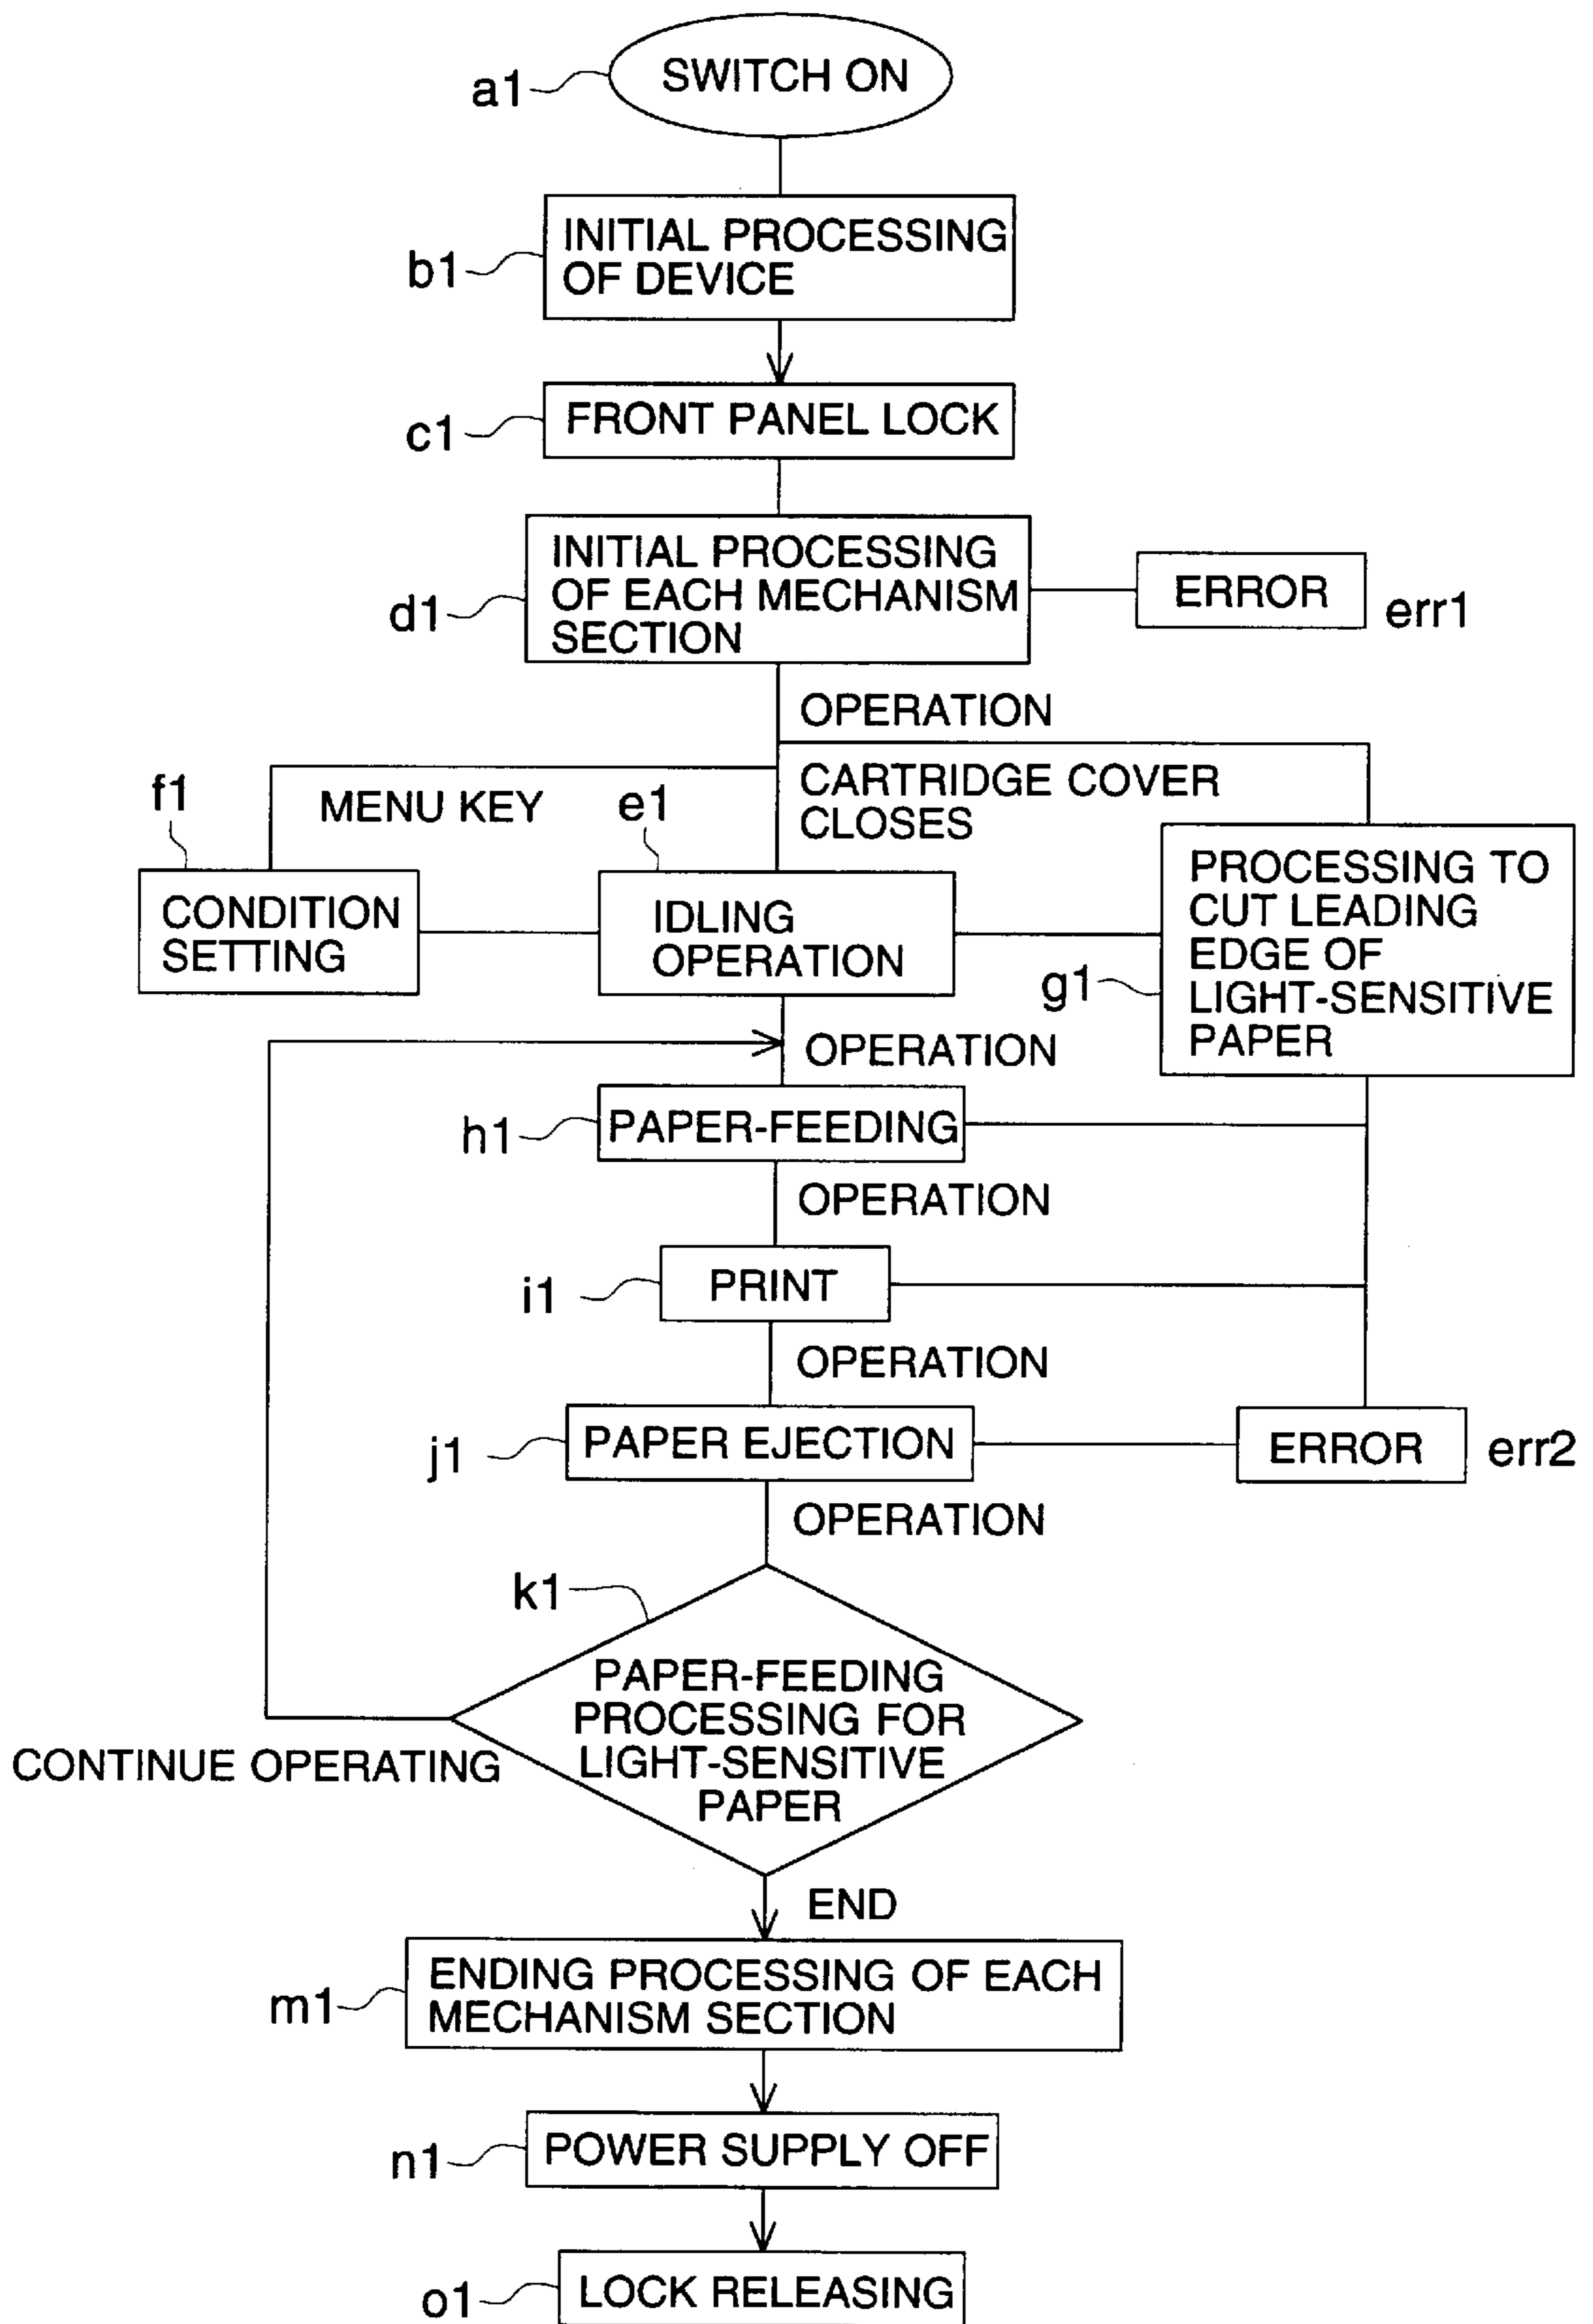 a1
SWITCH ON
b1
INITIAL PROCESSING
OF DEVICE
c1
FRONT PANEL LOCK
d1
INITIAL PROCESSING
OF EACH MECHANISM
SECTION
ERROR
err1
OPERATION
f1
MENU KEY
e1
CARTRIDGE COVER
CLOSES
CONDITION
SETTING
IDLING
OPERATION
g1
PROCESSING TO
CUT LEADING
EDGE OF
LIGHT-SENSITIVE
PAPER
OPERATION
h1
PAPER-FEEDING
OPERATION
i1
PRINT
OPERATION
j1
PAPER EJECTION
ERROR
err2
OPERATION
k1
PAPER-FEEDING
PROCESSING FOR
LIGHT-SENSITIVE
PAPER
CONTINUE OPERATING
END
m1
ENDING PROCESSING OF EACH
MECHANISM SECTION
n1
POWER SUPPLY OFF
o1
LOCK RELEASING